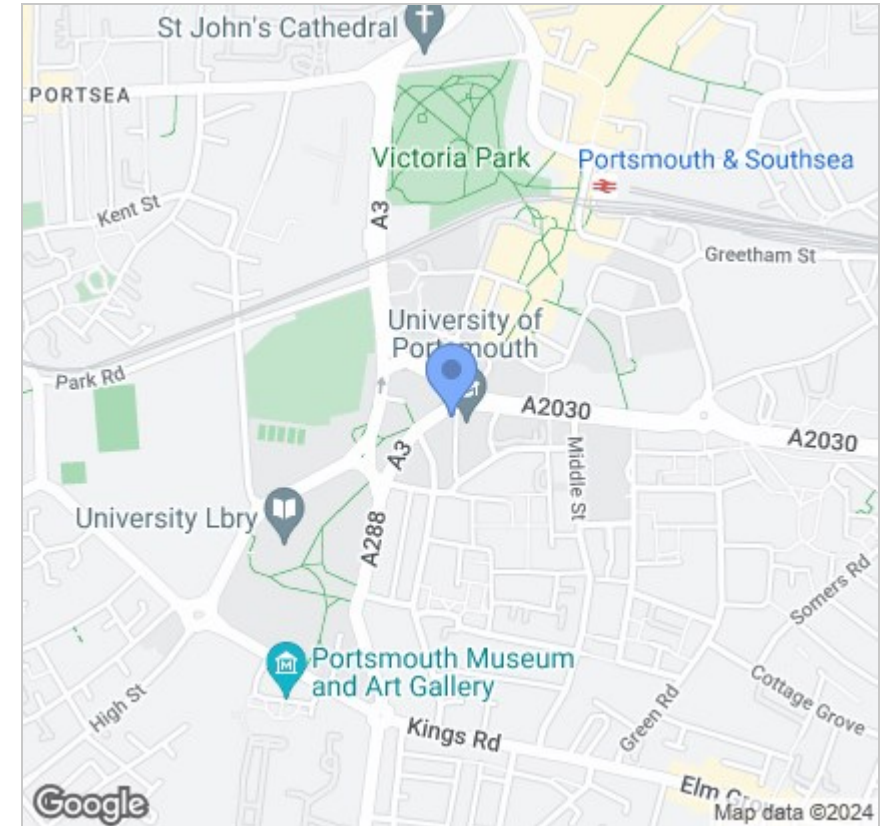 St John's Cathedral
PORTSEA
Victoria Park
Portsmouth & Southsea
Kent St
A3
Greetham St
University of
Portsmouth
Park Rd
A2030
A2030
A3
Middle St
University Lbry
A288
Somers Rd
Portsmouth Museum
and Art Gallery
Cottage Grove
High St
Green Rd
Kings Rd
Elm Grove
Google
Map data ©2024